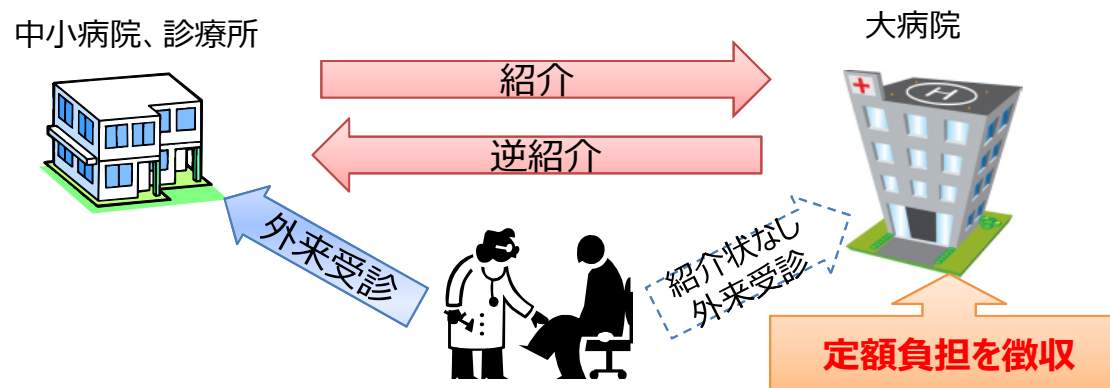 中小病院、診療所
大病院
紹介
逆紹介
外来受診
紹介状なし
外来受診
定額負担を徴収
H